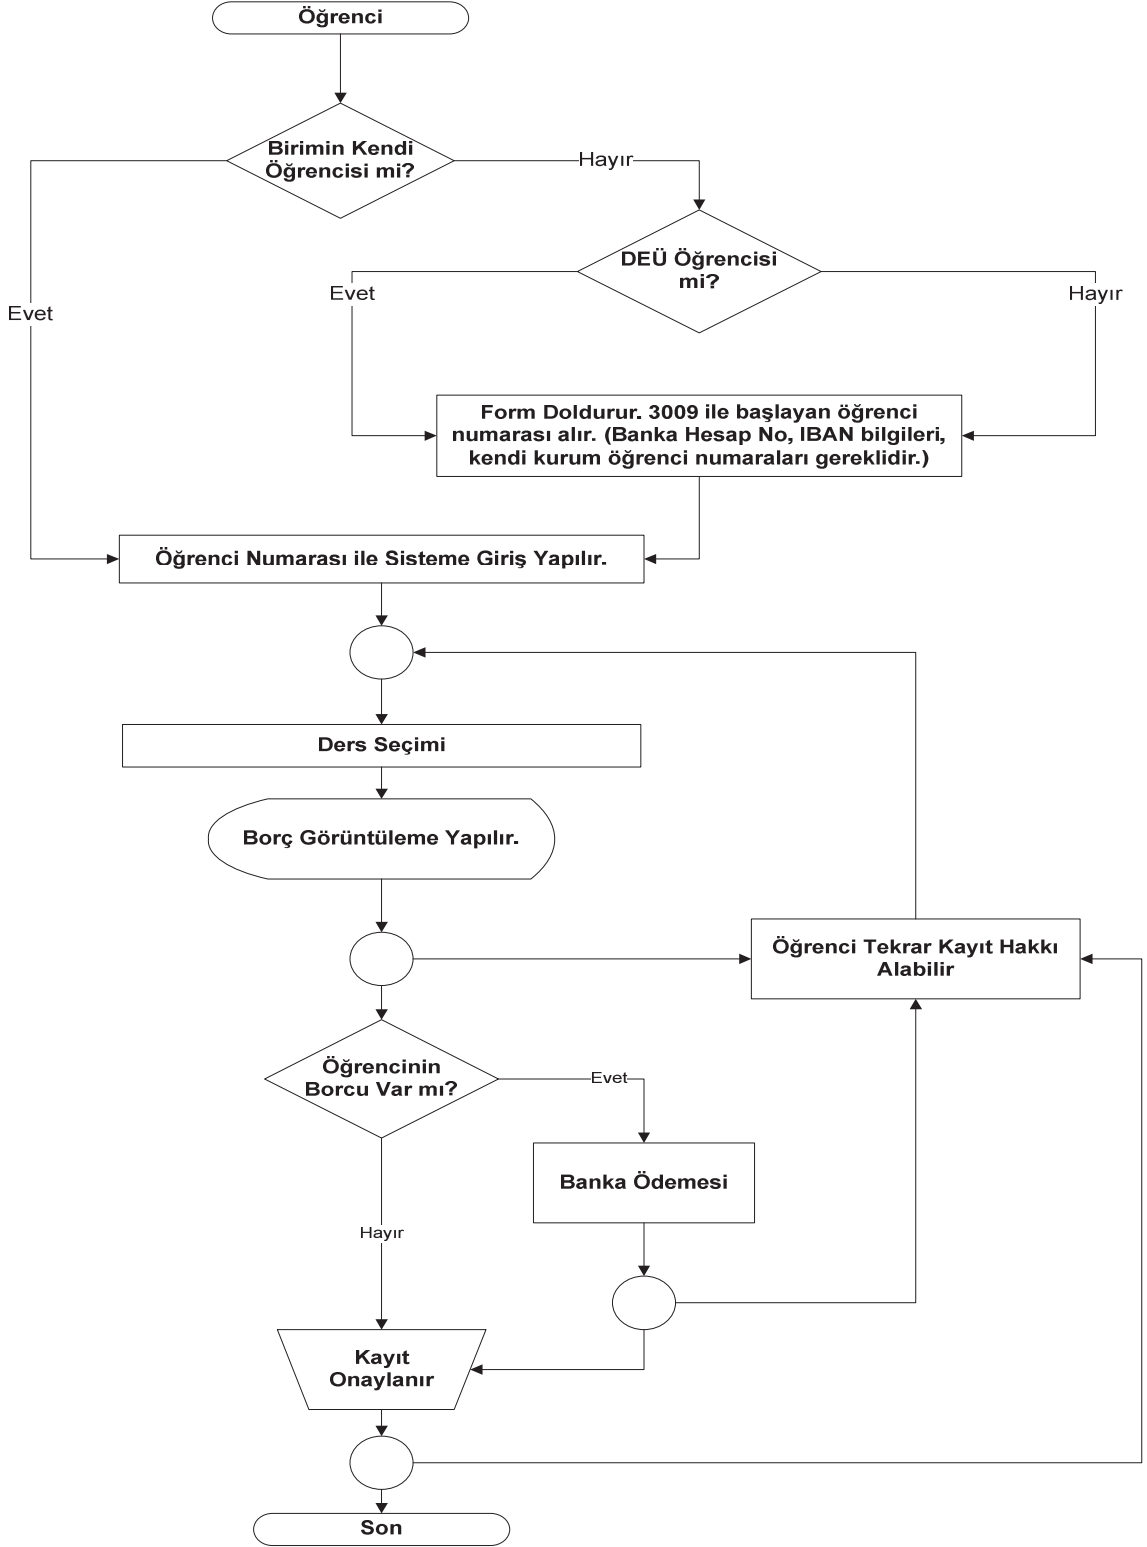 Öğrenci
Birimin Kendi
Öğrencisi mi?
Hayır
DEÜ Öğrencisi
mi?
Evet
Hayır
Evet
Form Doldurur. 3009 ile başlayan öğrenci
numarası alır. (Banka Hesap No, IBAN bilgileri,
kendi kurum öğrenci numaraları gereklidir.)
Öğrenci Numarası ile Sisteme Giriş Yapılır.
Ders Seçimi
Borç Görüntüleme Yapılır.
Öğrenci Tekrar Kayıt Hakkı
Alabilir
Öğrencinin
Borcu Var mı?
Evet
Banka Ödemesi
Hayır
Kayıt
Onaylanır
Son